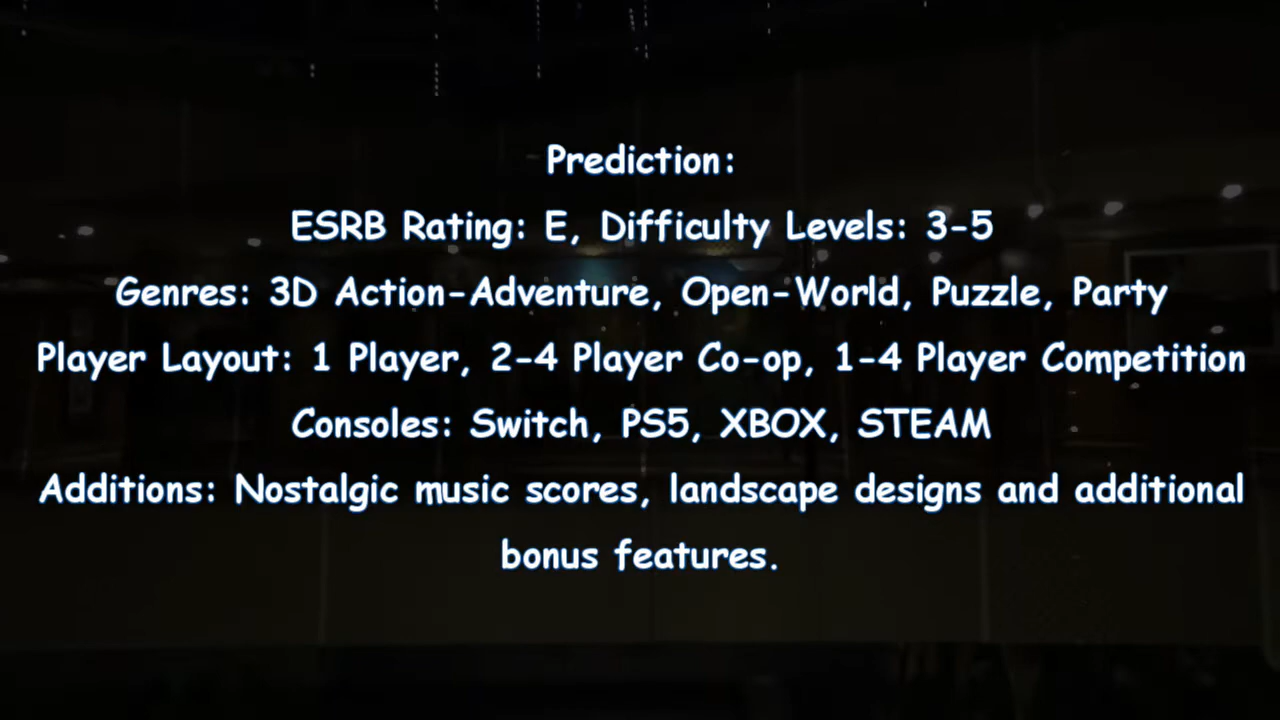 Prediction:
ESRB Rating: E, Difficulty Levels: 3-5
Genres: 3D Action-Adventure, Open-World, Puzzle, Party
Player Layout: 1 Player, 2-4 Player Co-op, 1-4 Player Competition
Consoles: Switch, PS5, XBOX, STEAM
Additions: Nostalgic music scores, landscape designs and additional
bonus features.